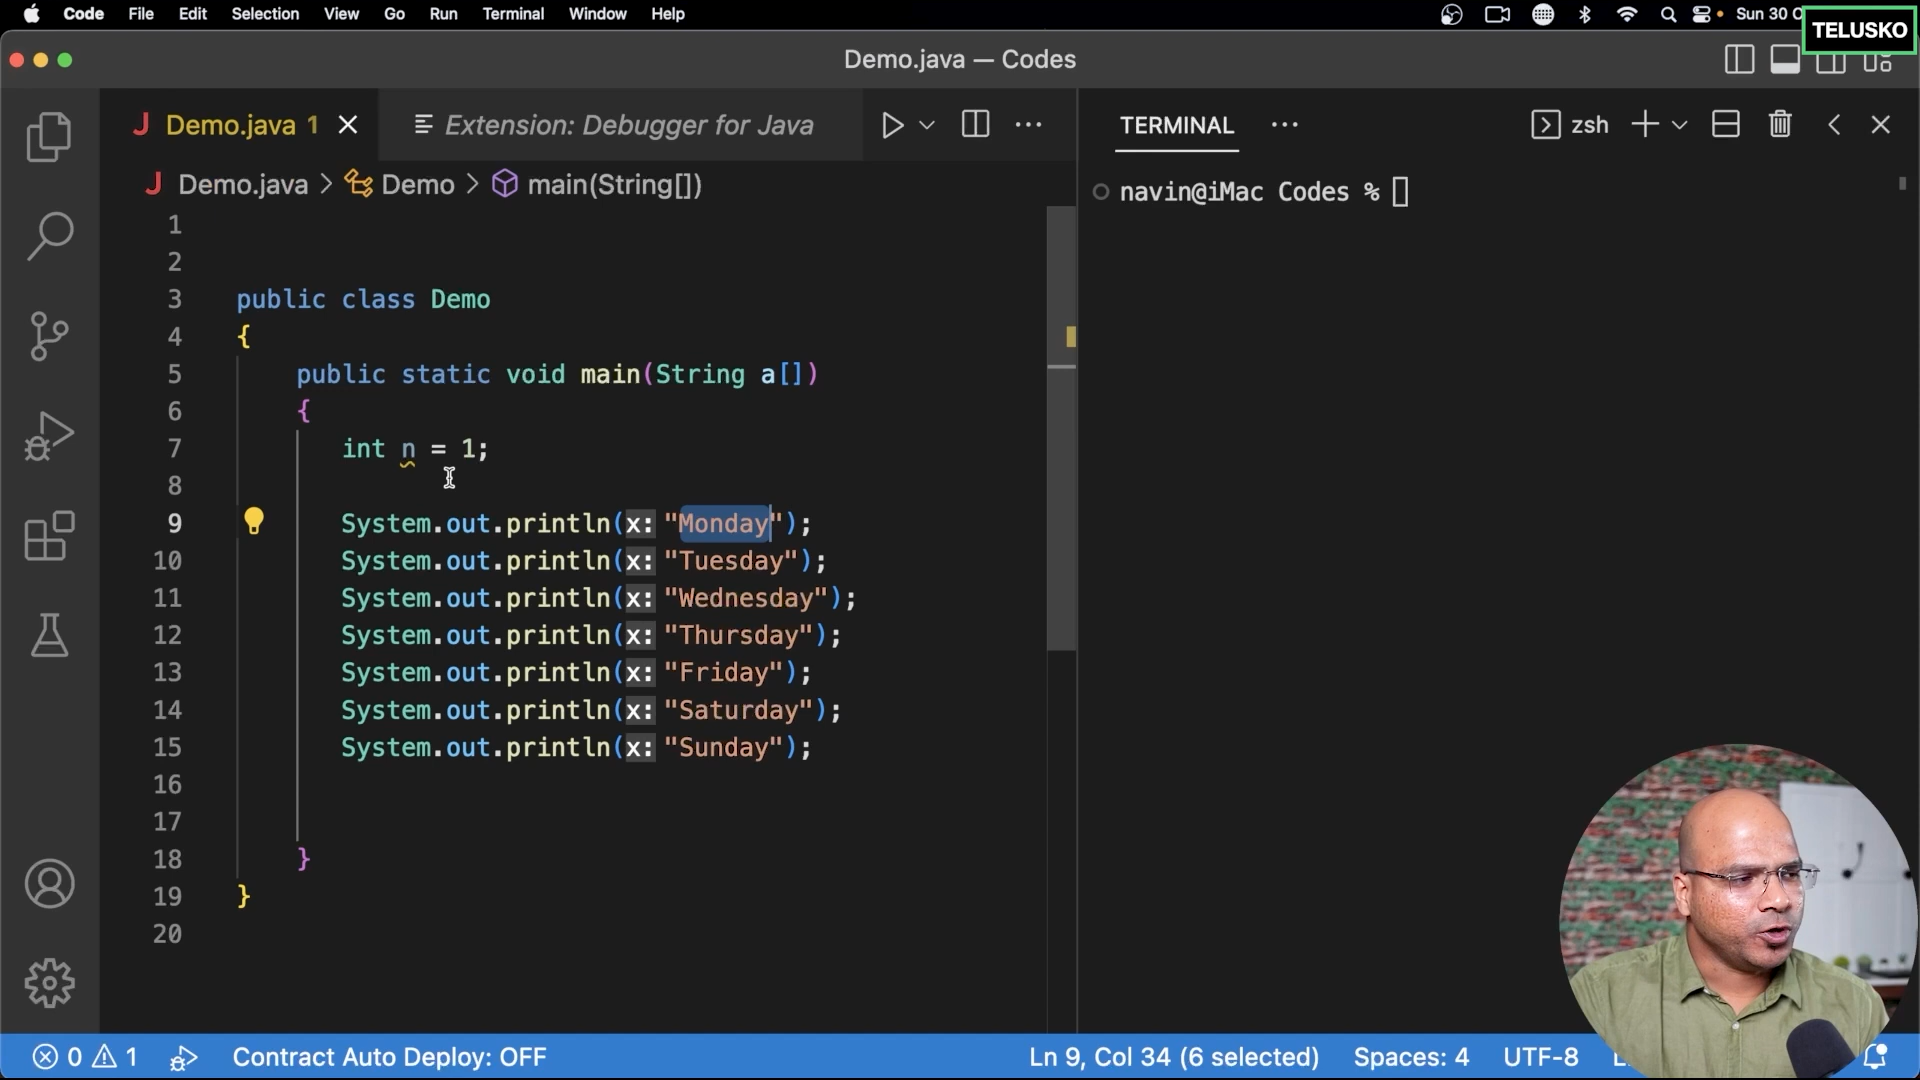 Code File Edit Selection View Go Run Terminal Window Help
Sun 30
TELUSKO
Demo.java — Codes
Demo.java 1
Extension: Debugger for Java
Demo.java > Demo > main(String[])
1
2
3 public class Demo
4 {
5 public static void main(String a[])
6 {
7 int n = 1;
8
9 System.out.println(x: "Monday");
10 System.out.println(x: "Tuesday");
11 System.out.println(x: "Wednesday");
12 System.out.println(x: "Thursday");
13 System.out.println(x: "Friday");
14 System.out.println(x: "Saturday");
15 System.out.println(x: "Sunday");
16
17
18 }
19 }
20
TERMINAL
zsh
navin@iMac Codes %
0 1 Contract Auto Deploy: OFF
Ln 9, Col 34 (6 selected) Spaces: 4 UTF-8